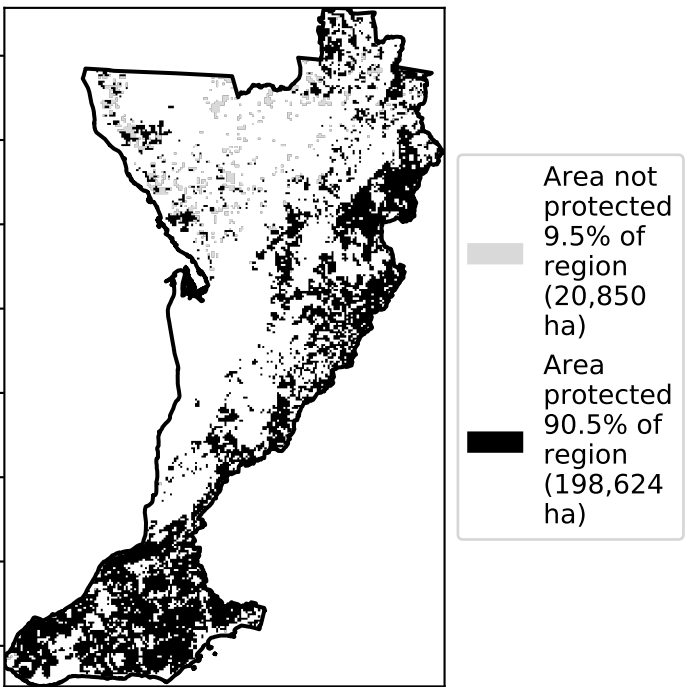 Area not
protected
9.5% of
region
(20,850
ha)
Area
protected
90.5% of
region
(198,624
ha)